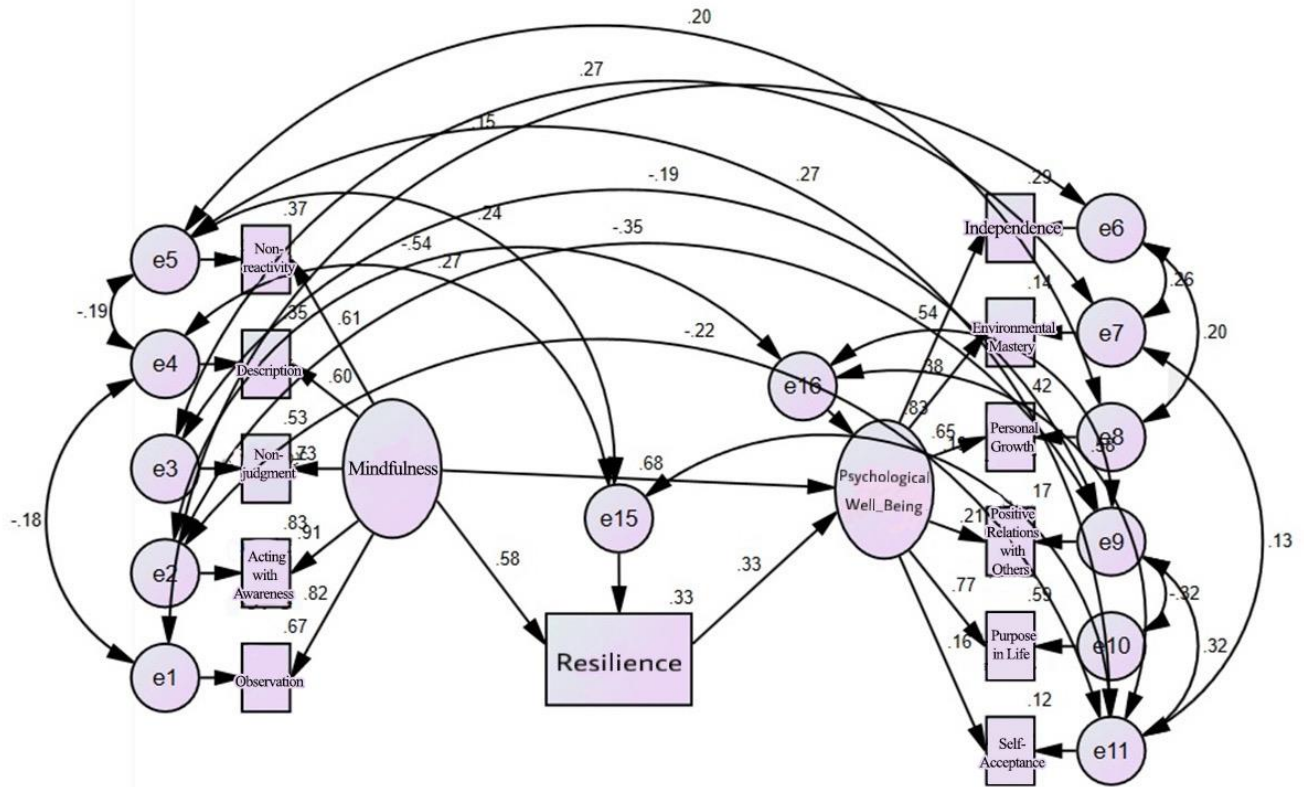 .20
.27
.15
-.19
.27
.29
.37
.24
-.35
Independence
e6
-.54
.27
e5
Non-
reactivity
.26
.14
-.19
.35
.61
-.22
.54
Environmental
Mastery
e7
.20
e4
Description
.60
e16
.38
.42
.83
.53
Personal
Growth
e8
.65
e3
Non-
judgment
.73
Mindfulness
.68
Psychological
Well_Being
17
-.18
.83
.91
e15
.21
Positive
Relations
with
Others
e9
.13
e2
Acting
with
Awareness
.58
.33
.82
.33
.77
.59
-.32
.67
Resilience
.16
Purpose
in Life
e10
.32
e1
Observation
.12
Self-
Acceptance
e11